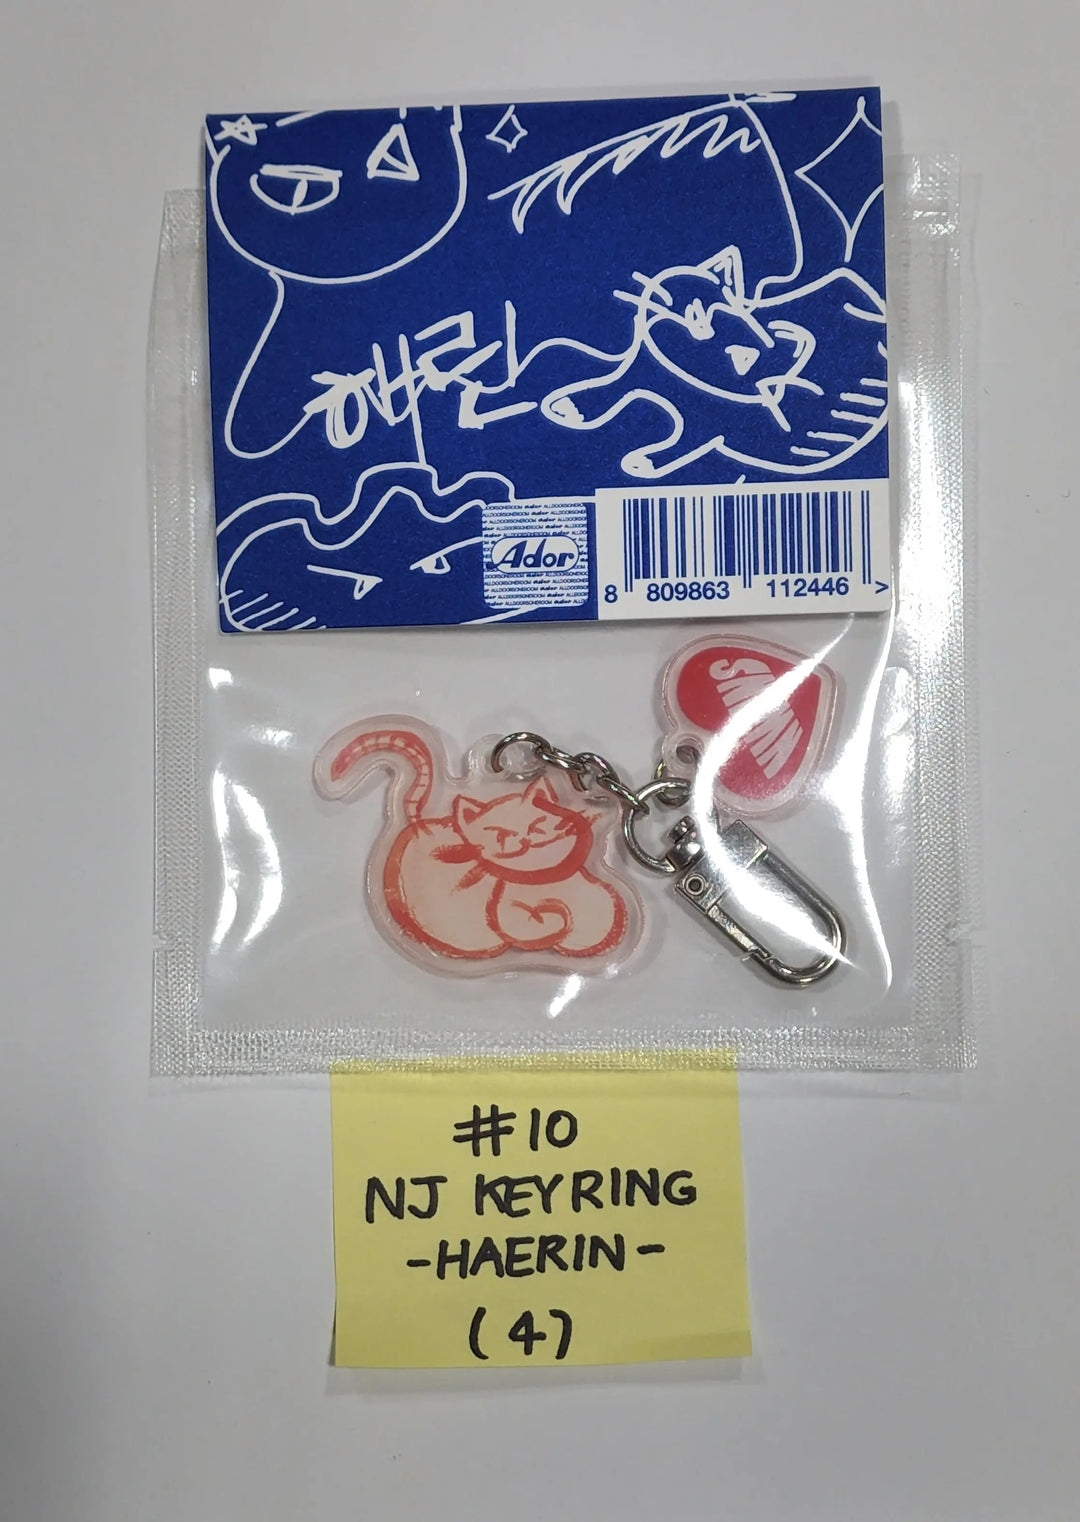 해린
Ador
8 809863 112446 >
#10
NJ KEYRING
-HAERIN-
(4)